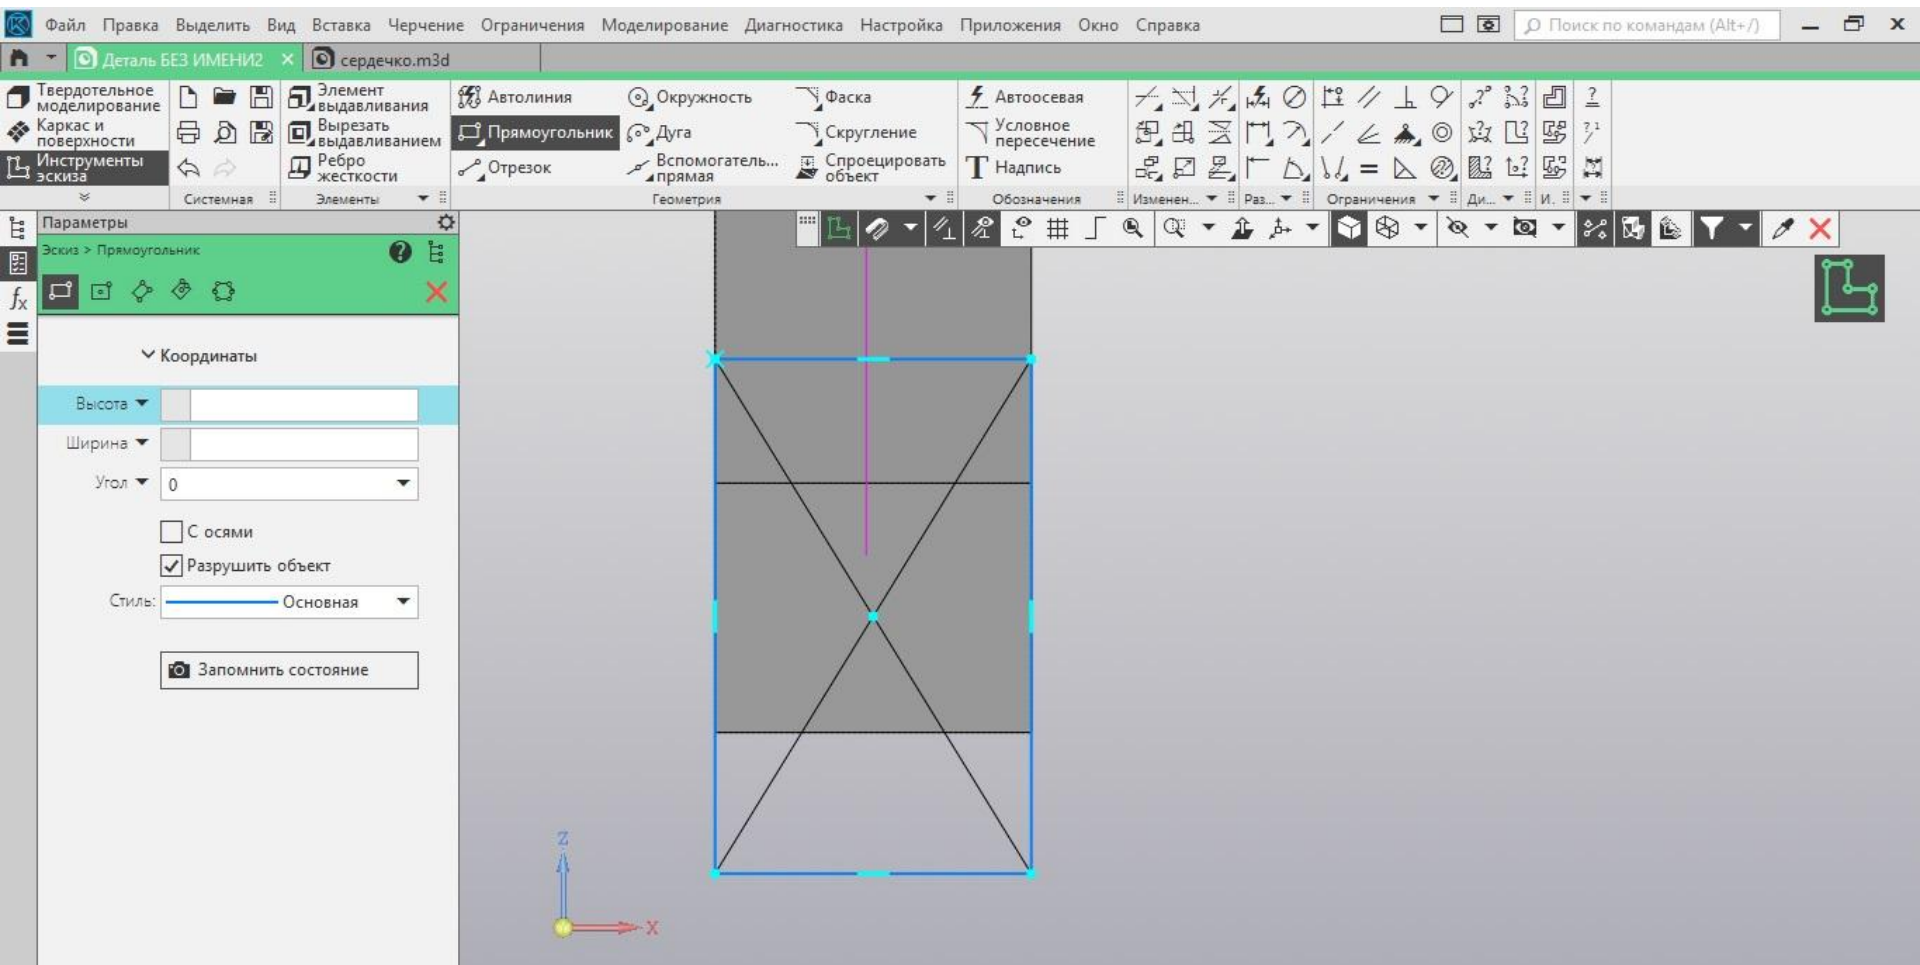 Файл Правка Выделить Вид Вставка Черчение Ограничения Моделирование Диагностика Настройка Приложения Окно Справка
Поиск по командам (Alt+/)
Деталь БЕЗ ИМЕНИ2
сердечко.m3d
Твердотельное моделирование
Каркас и поверхности
Инструменты эскиза
Системная
Элемент выдавливания
Вырезать выдавливанием
Ребро жесткости
Элементы
Автолиния
Прямоугольник
Отрезок
Окружность
Дуга
Вспомогатель... прямая
Фаска
Скругление
Спроецировать объект
Геометрия
Автоосевая
Условное пересечение
Надпись
Обозначения
Изменен...
Раз...
Ограничения
Ди...
И.
Параметры
Эскиз > Прямоугольник
Координаты
Высота
Ширина
Угол 0
С осями
Разрушить объект
Стиль: Основная
Запомнить состояние
Z
X